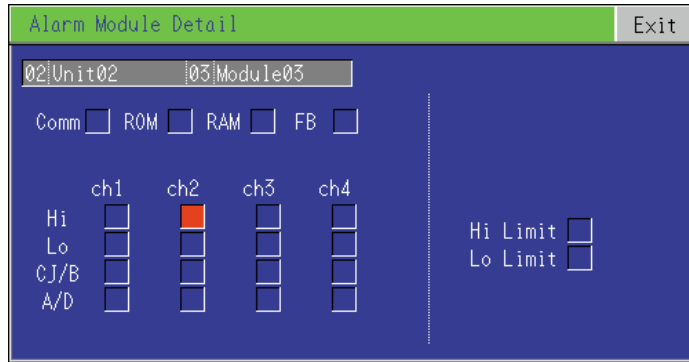 Alarm Module Detail Exit
02 Unit02 03 Module03
Comm ROM RAM FB
ch1 ch2 ch3 ch4
Hi
Lo
CJ/B
A/D
Hi Limit
Lo Limit